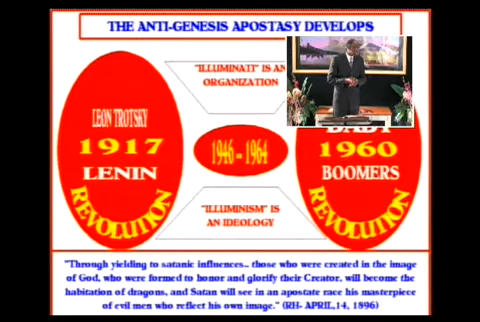 THE ANTI-GENESIS APOSTASY DEVELOPS
"ILLUMINATI" IS AN
ORGANIZATION
LEON TROTSKY
1917
LENIN
REVOLUTION
1946 -- 1964
BABY
1960
BOOMERS
REVOLUTION
"ILLUMINISM" IS
AN IDEOLOGY
"Through yielding to satanic influences.. those who were created in the image
of God, who were formed to honor and glorify their Creator, will become the
habitation of dragons, and Satan will see in an apostate race his masterpiece
of evil men who reflect his own image." (RH- APRIL,14, 1896)